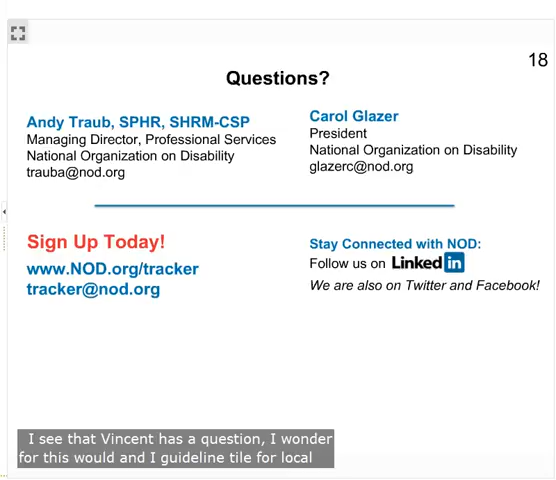 18
Questions?
Andy Traub, SPHR, SHRM-CSP
Managing Director, Professional Services
National Organization on Disability
trauba@nod.org
Carol Glazer
President
National Organization on Disability
glazerc@nod.org
Sign Up Today!
www.NOD.org/tracker
tracker@nod.org
Stay Connected with NOD:
Follow us on LinkedIn
We are also on Twitter and Facebook!
I see that Vincent has a question, I wonder
for this would and I guideline tile for local